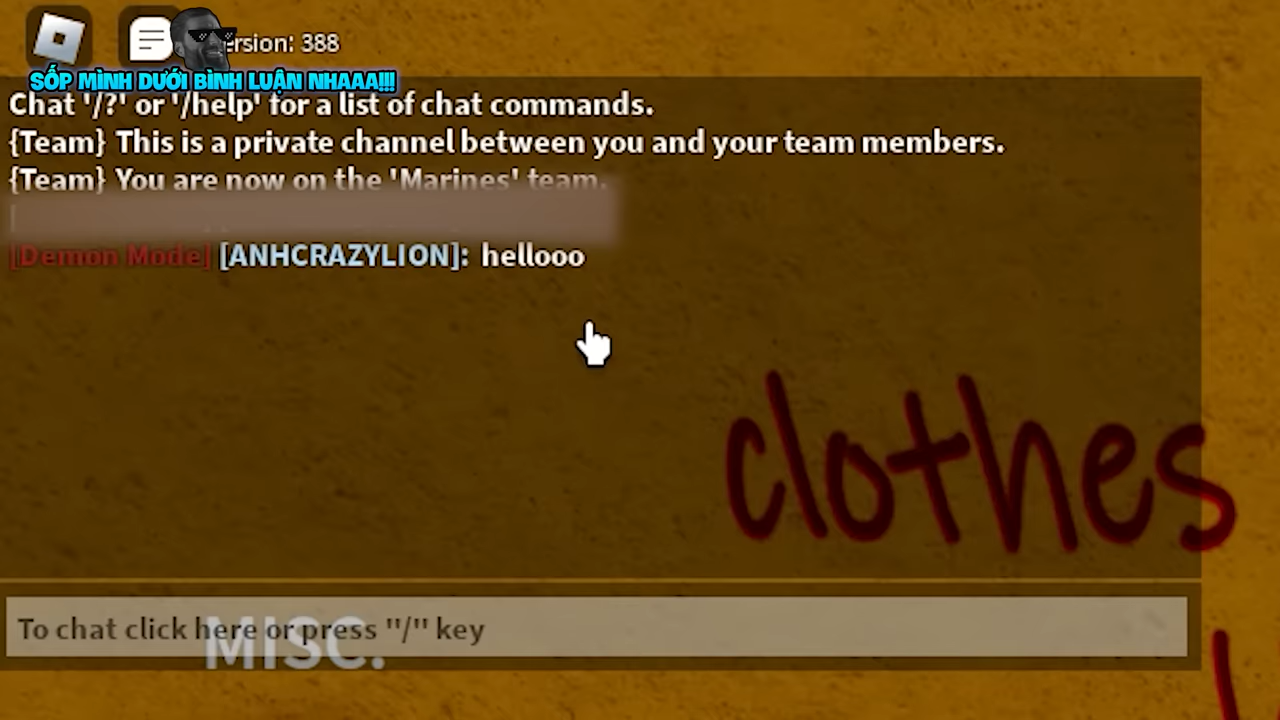 ersion: 388
SỐP MÌNH DƯỚI BÌNH LUẬN NHAAA!!!
Chat '/?' or '/help' for a list of chat commands.
{Team} This is a private channel between you and your team members.
{Team} You are now on the 'Marines' team.
[Demon Mode] [ANHCRAZYLION]: hellooo
clothes
To chat click here or press "/" key
MISC.